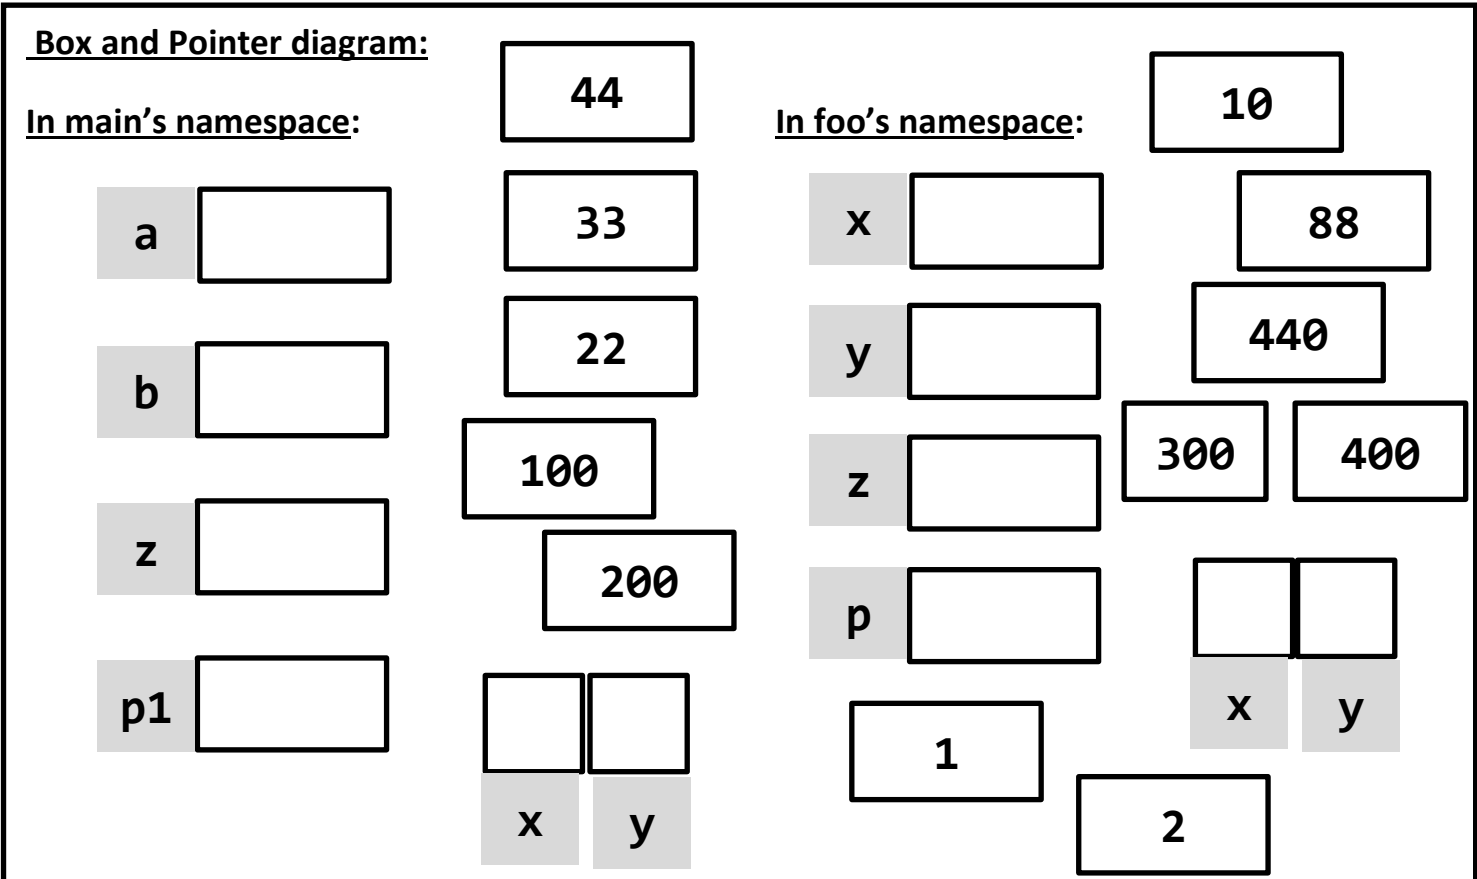 Box and Pointer diagram:
In main’s namespace:
44
a
33
b
22
100
z
200
p1
x y
In foo’s namespace:
10
x
88
y
440
z
300 400
p
x y
1
2